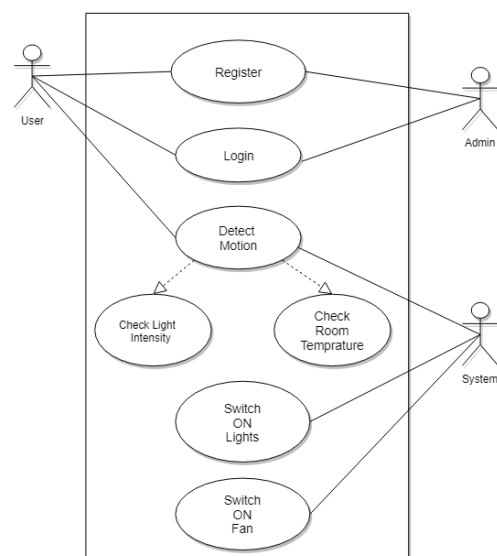 Register
User
Admin
Login
Detect
Motion
Check Light
Intensity
Check
Room
Temprature
System
Switch
ON
Lights
Switch
ON
Fan